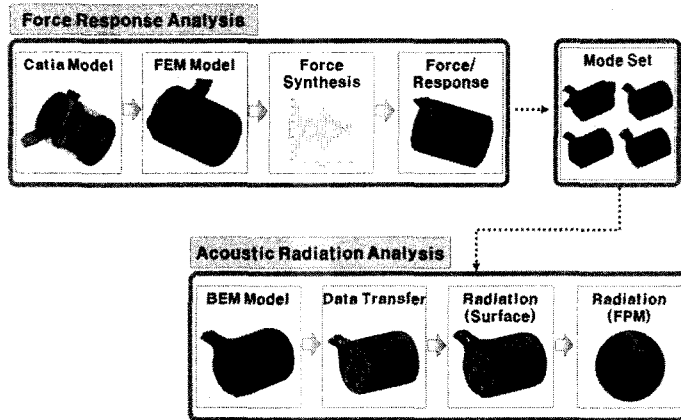 Force Response Analysis
Catia Model
FEM Model
Force
Synthesis
Force/
Response
Mode Set
Acoustic Radiation Analysis
BEM Model
Data Transfer
Radiation
(Surface)
Radiation
(FPM)